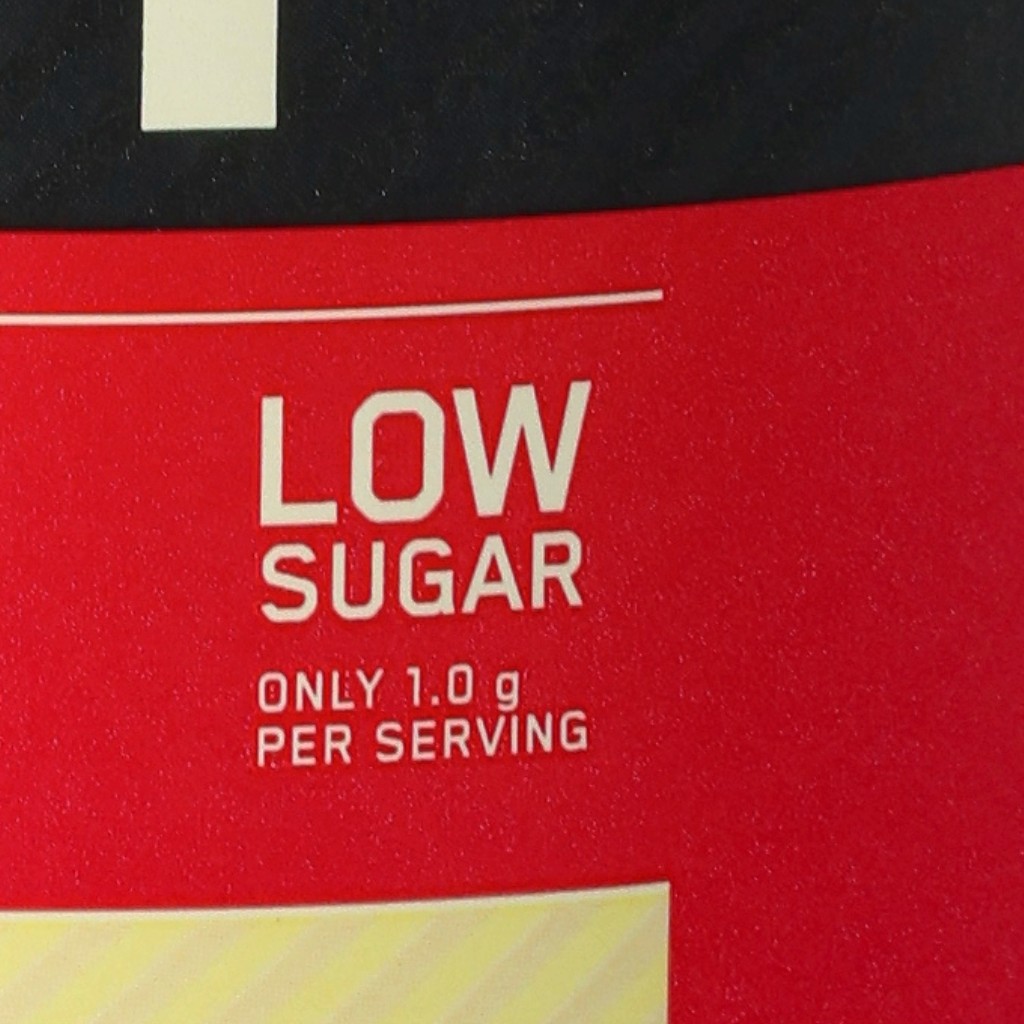 LOW
SUGAR
ONLY 1.0 g
PER SERVING